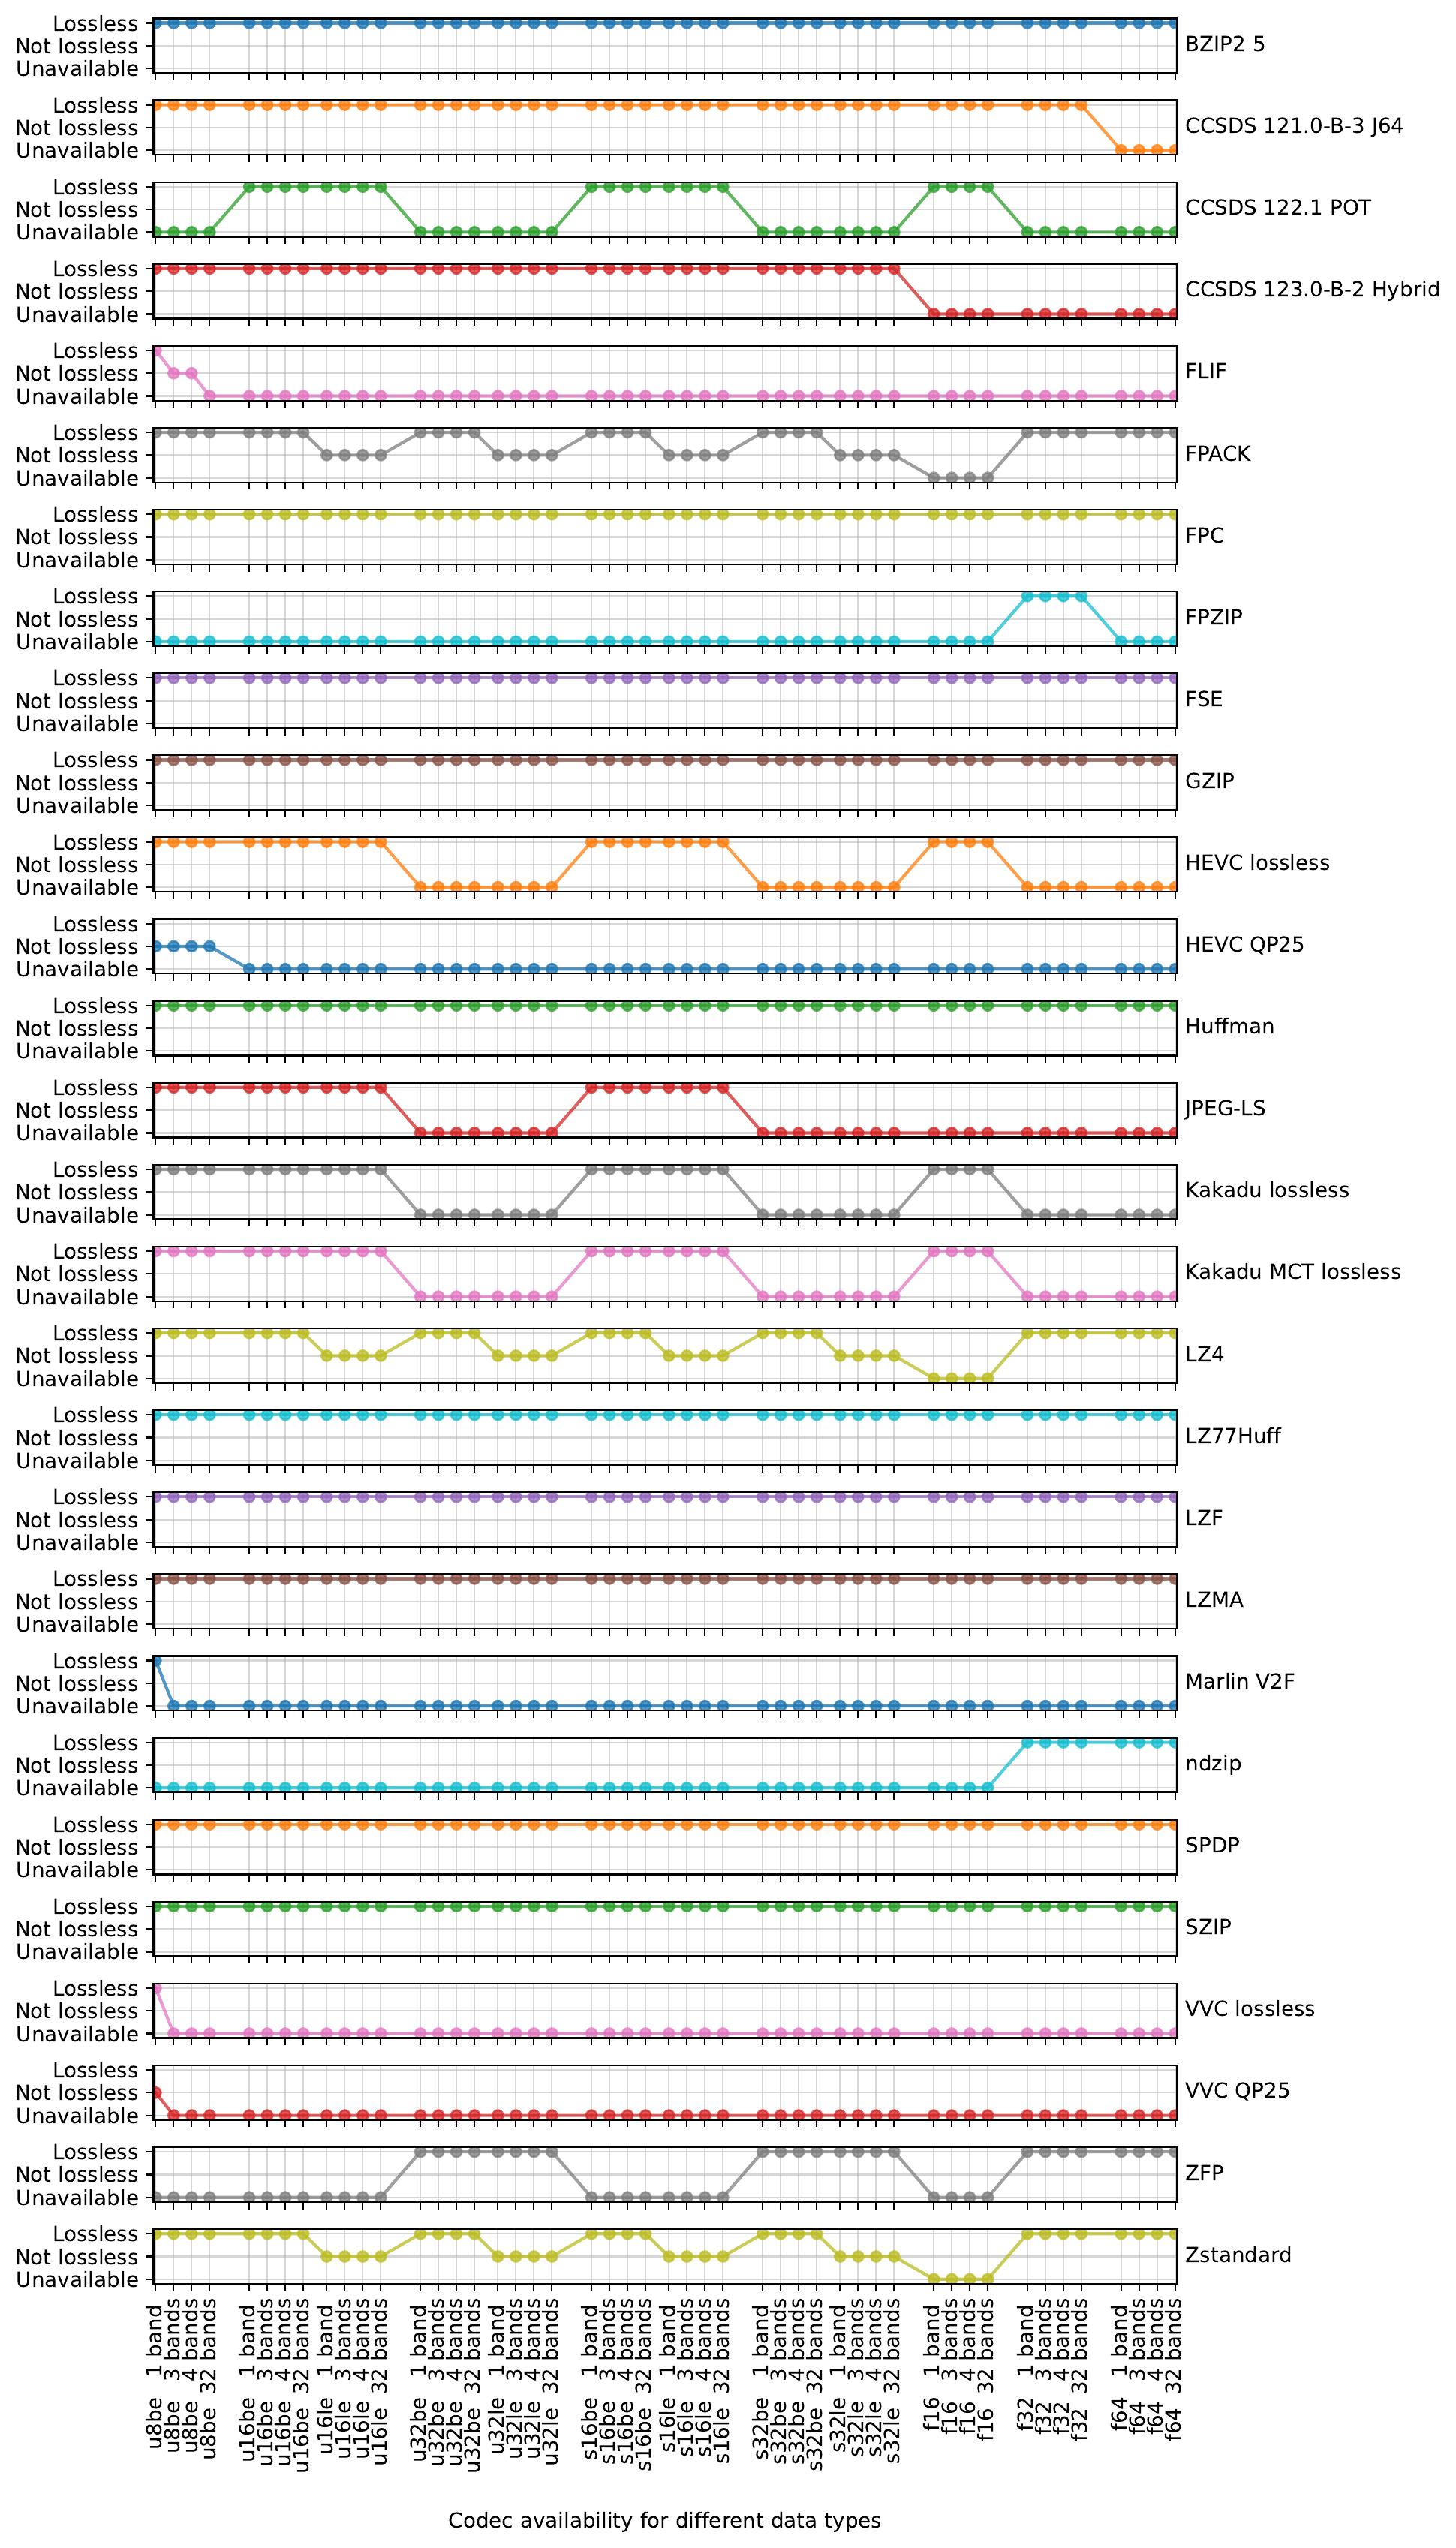 Lossless
Not lossless
Unavailable
BZIP2 5
Lossless
Not lossless
Unavailable
CCSDS 121.0-B-3 J64
Lossless
Not lossless
Unavailable
CCSDS 122.1 POT
Lossless
Not lossless
Unavailable
CCSDS 123.0-B-2 Hybrid
Lossless
Not lossless
Unavailable
FLIF
Lossless
Not lossless
Unavailable
FPACK
Lossless
Not lossless
Unavailable
FPC
Lossless
Not lossless
Unavailable
FPZIP
Lossless
Not lossless
Unavailable
FSE
Lossless
Not lossless
Unavailable
GZIP
Lossless
Not lossless
Unavailable
HEVC lossless
Lossless
Not lossless
Unavailable
HEVC QP25
Lossless
Not lossless
Unavailable
Huffman
Lossless
Not lossless
Unavailable
JPEG-LS
Lossless
Not lossless
Unavailable
Kakadu lossless
Lossless
Not lossless
Unavailable
Kakadu MCT lossless
Lossless
Not lossless
Unavailable
LZ4
Lossless
Not lossless
Unavailable
LZ77Huff
Lossless
Not lossless
Unavailable
LZF
Lossless
Not lossless
Unavailable
LZMA
Lossless
Not lossless
Unavailable
Marlin V2F
Lossless
Not lossless
Unavailable
ndzip
Lossless
Not lossless
Unavailable
SPDP
Lossless
Not lossless
Unavailable
SZIP
Lossless
Not lossless
Unavailable
VVC lossless
Lossless
Not lossless
Unavailable
VVC QP25
Lossless
Not lossless
Unavailable
ZFP
Lossless
Not lossless
Unavailable
Zstandard
u8be 1 band
u8be 3 bands
u8be 4 bands
u8be 32 bands
u16be 1 band
u16be 3 bands
u16be 4 bands
u16be 32 bands
u16le 1 band
u16le 3 bands
u16le 4 bands
u16le 32 bands
u32be 1 band
u32be 3 bands
u32be 4 bands
u32be 32 bands
u32le 1 band
u32le 3 bands
u32le 4 bands
u32le 32 bands
s16be 1 band
s16be 3 bands
s16be 4 bands
s16be 32 bands
s16le 1 band
s16le 3 bands
s16le 4 bands
s16le 32 bands
s32be 1 band
s32be 3 bands
s32be 4 bands
s32be 32 bands
s32le 1 band
s32le 3 bands
s32le 4 bands
s32le 32 bands
f16 1 band
f16 3 bands
f16 4 bands
f16 32 bands
f32 1 band
f32 3 bands
f32 4 bands
f32 32 bands
f64 1 band
f64 3 bands
f64 4 bands
f64 32 bands
Codec availability for different data types